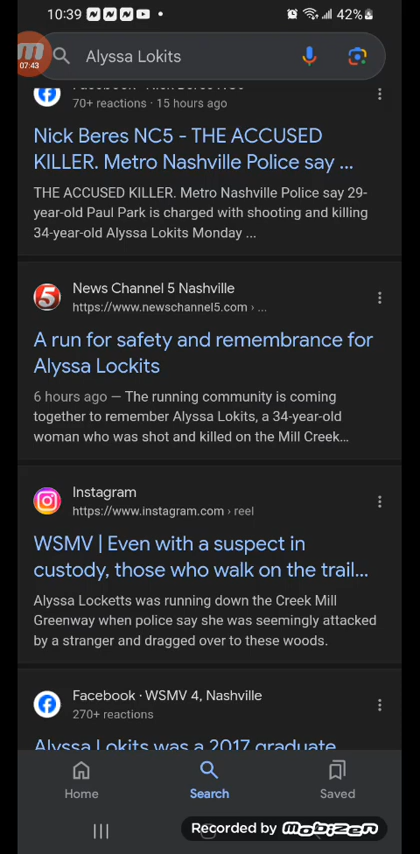 10:39 42%
07:43
Alyssa Lokits
70+ reactions · 15 hours ago
Nick Beres NC5 - THE ACCUSED
KILLER. Metro Nashville Police say ...
THE ACCUSED KILLER. Metro Nashville Police say 29-
year-old Paul Park is charged with shooting and killing
34-year-old Alyssa Lokits Monday ...
News Channel 5 Nashville
https://www.newschannel5.com › ...
A run for safety and remembrance for
Alyssa Lockits
6 hours ago — The running community is coming
together to remember Alyssa Lokits, a 34-year-old
woman who was shot and killed on the Mill Creek...
Instagram
https://www.instagram.com › reel
WSMV | Even with a suspect in
custody, those who walk on the trail...
Alyssa Locketts was running down the Creek Mill
Greenway when police say she was seemingly attacked
by a stranger and dragged over to these woods.
Facebook · WSMV 4, Nashville
270+ reactions
Alyssa Lokits was a 2017 graduate
Home Search Saved
Recorded by mobizen